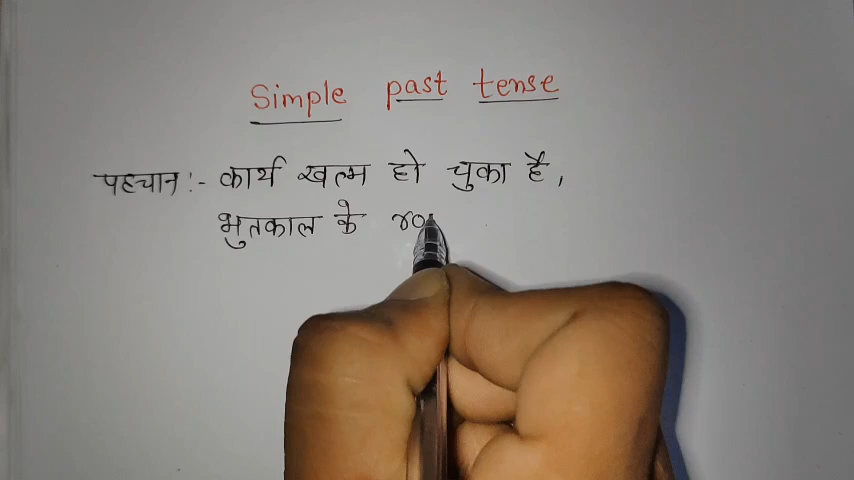 Simple past tense
पहचान :- कार्य खत्म हो चुका है,
भुतकाल के